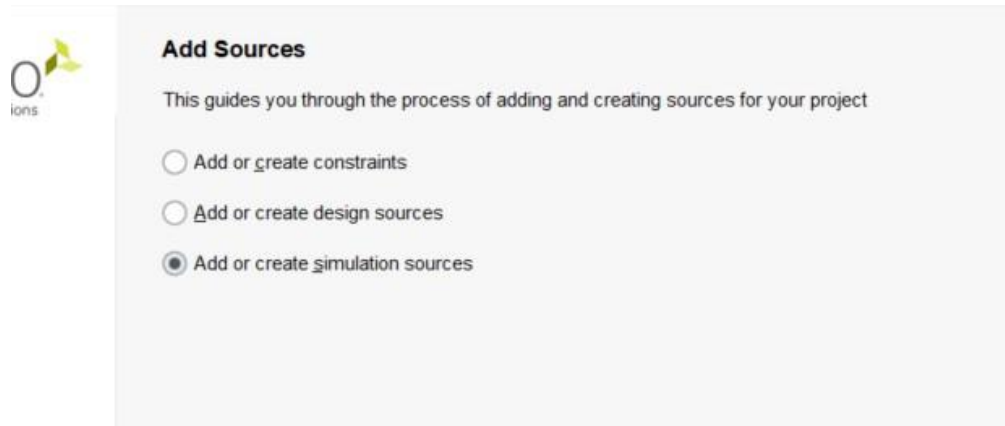 Add Sources
This guides you through the process of adding and creating sources for your project
Add or create constraints
Add or create design sources
Add or create simulation sources